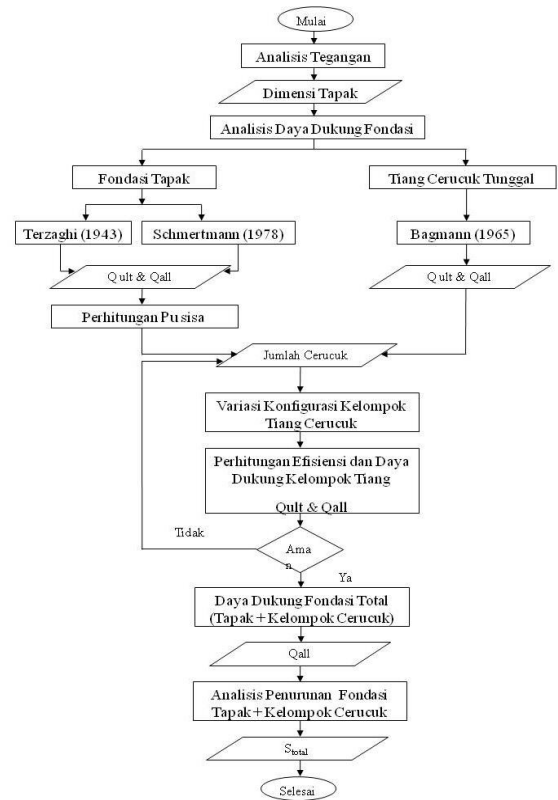 Mulai
Analisis Tegangan
Dimensi Tapak
Analisis Daya Dukung Fondasi
Fondasi Tapak
Tiang Cerucuk Tunggal
Terzaghi (1943)
Schmertmann (1978)
Bagmann (1965)
Qult & Qall
Qult & Qall
Perhitungan Pu sisa
Jumlah Cerucuk
Variasi Konfigurasi Kelompok
Tiang Cerucuk
Perhitungan Efisiensi dan Daya
Dukung Kelompok Tiang
Qult & Qall
Tidak
Ama
n
Ya
Daya Dukung Fondasi Total
(Tapak + Kelompok Cerucuk)
Qall
Analisis Penurunan Fondasi
Tapak + Kelompok Cerucuk
Stotal
Selesai